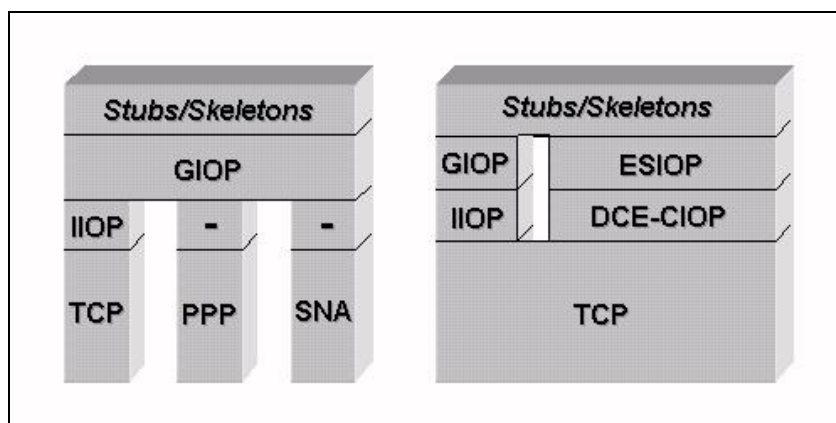 Stubs/Skeletons
GIOP
IIOP - -
TCP PPP SNA
Stubs/Skeletons
GIOP ESIOP
IIOP DCE-CIOP
TCP